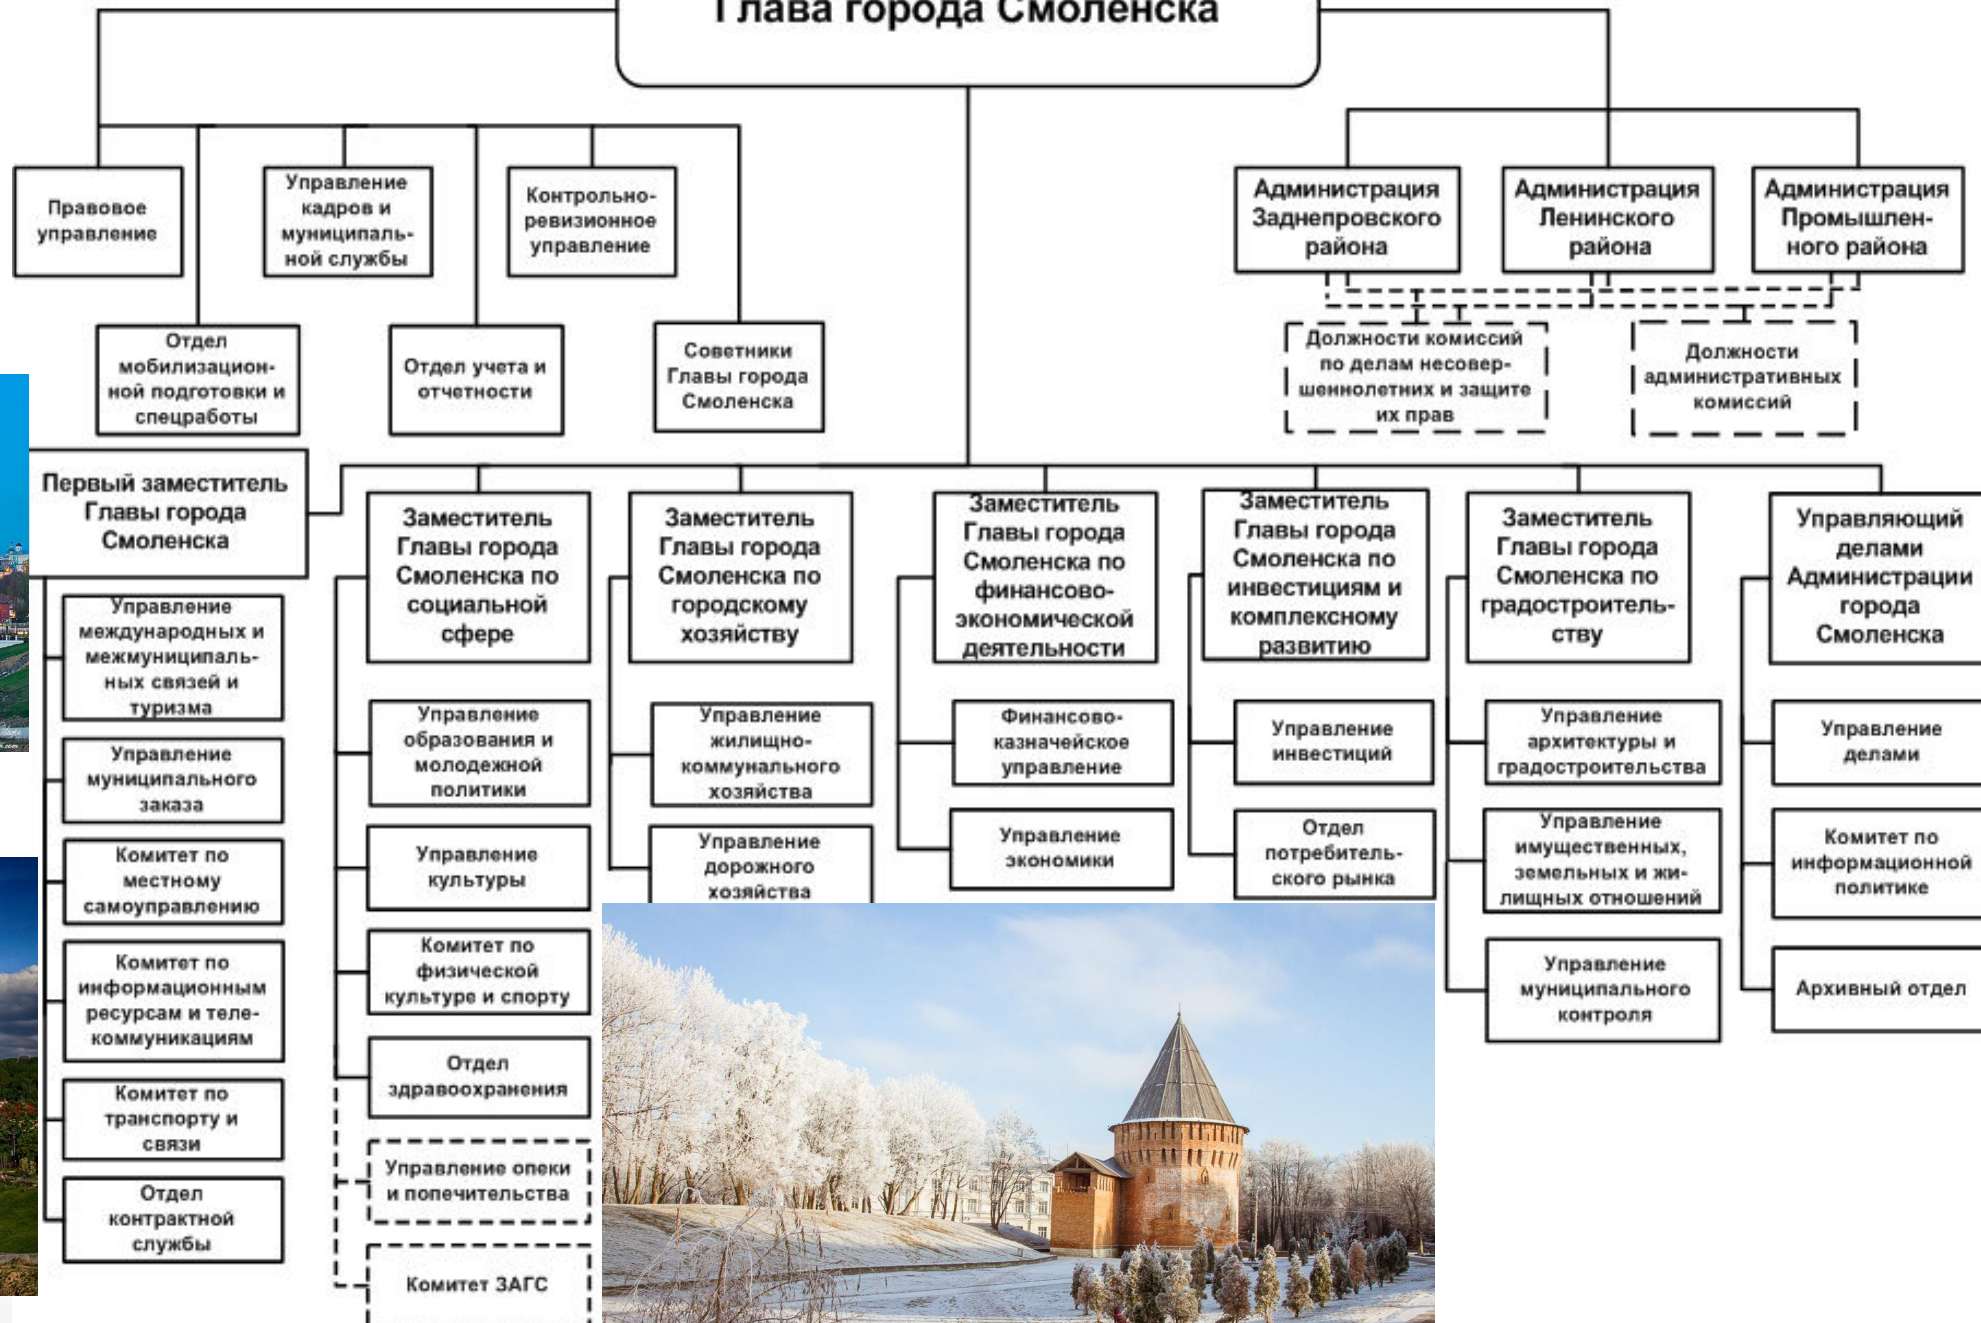 Глава города Смоленска
Правовое
управление
Управление
кадров и
муниципаль-
ной службы
Контрольно-
ревизионное
управление
Администрация
Заднепровского
района
Администрация
Ленинского
района
Администрация
Промышлен-
ного района
Отдел
мобилизацион-
ной подготовки и
спецработы
Отдел учета и
отчетности
Советники
Главы города
Смоленска
Должности комиссий
по делам несовер-
шеннолетних и защите
их прав
Должности
административных
комиссий
Первый заместитель
Главы города
Смоленска
Управление
международных и
межмуниципаль-
ных связей и
туризма
Управление
муниципального
заказа
Комитет по
местному
самоуправлению
Комитет по
информационным
ресурсам и теле-
коммуникациям
Комитет по
транспорту и
связи
Отдел
контрактной
службы
Заместитель
Главы города
Смоленска по
социальной
сфере
Управление
образования и
молодежной
политики
Управление
культуры
Комитет по
физической
культуре и спорту
Отдел
здравоохранения
Управление опеки
и попечительства
Комитет ЗАГС
Заместитель
Главы города
Смоленска по
городскому
хозяйству
Управление
жилищно-
коммунального
хозяйства
Управление
дорожного
хозяйства
Заместитель
Главы города
Смоленска по
финансово-
экономической
деятельности
Финансово-
казначейское
управление
Управление
экономики
Заместитель
Главы города
Смоленска по
инвестициям и
комплексному
развитию
Управление
инвестиций
Отдел
потребитель-
ского рынка
Заместитель
Главы города
Смоленска по
градостроитель-
ству
Управление
архитектуры и
градостроительства
Управление
имущественных,
земельных и жи-
лищных отношений
Управление
муниципального
контроля
Управляющий
делами
Администрации
города
Смоленска
Управление
делами
Комитет по
информационной
политике
Архивный отдел